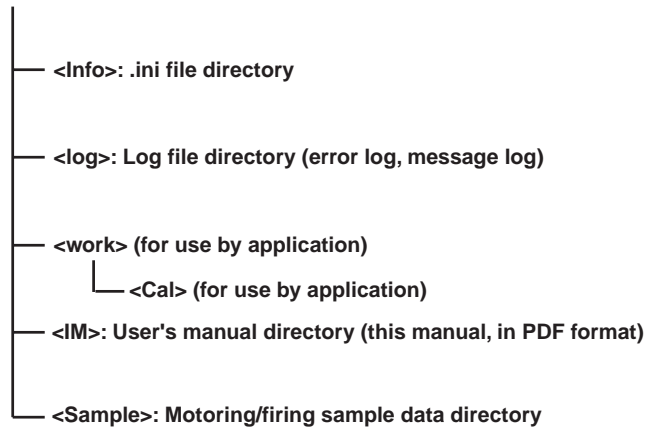 <Info>: .ini file directory
<log>: Log file directory (error log, message log)
<work> (for use by application)
<Cal> (for use by application)
<IM>: User's manual directory (this manual, in PDF format)
<Sample>: Motoring/firing sample data directory